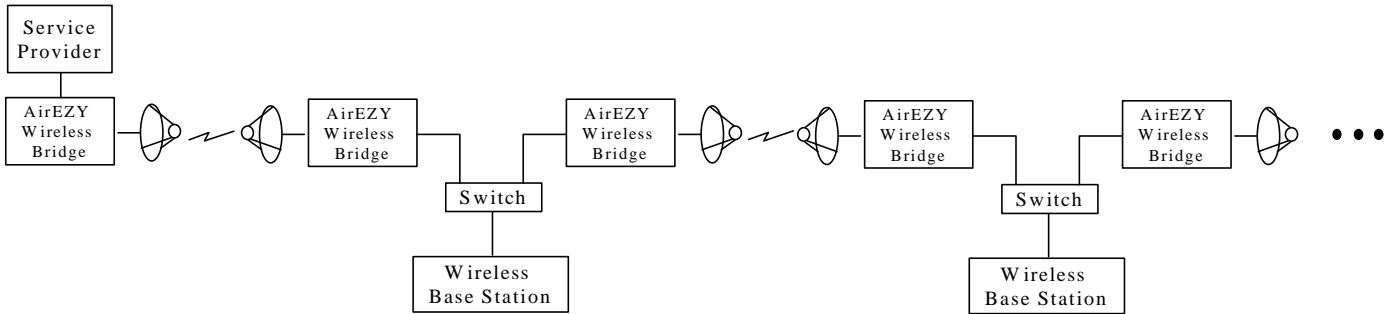 Service
Provider
AirEZY
Wireless
Bridge
AirEZY
Wireless
Bridge
AirEZY
Wireless
Bridge
AirEZY
Wireless
Bridge
AirEZY
Wireless
Bridge
Switch
Switch
Wireless
Base Station
Wireless
Base Station